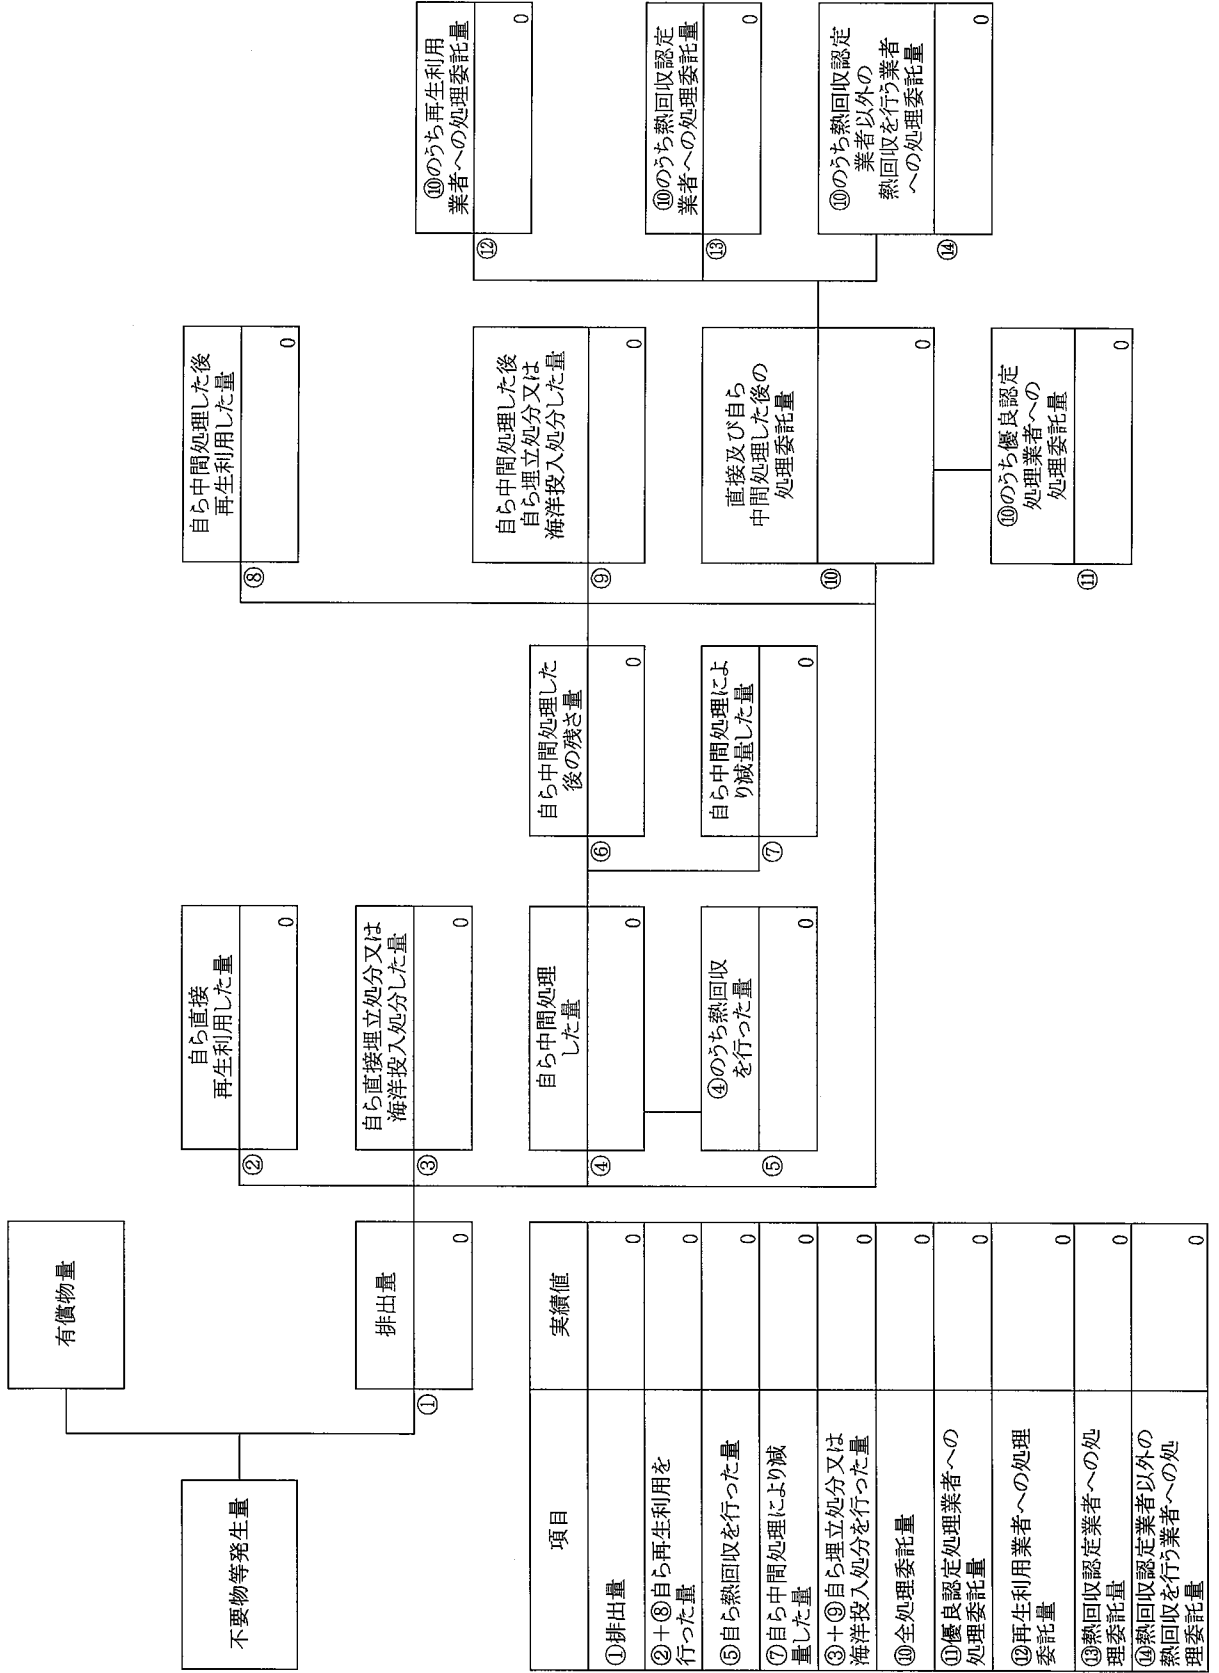 不要物等発生量
有償物量
①
排出量
0
②
自ら直接
再生利用した量
0
③
自ら直接埋立処分又は
海洋投入処分した量
0
④
自ら中間処理
した量
0
⑤
④のうち熱回収
を行った量
0
⑥
自ら中間処理した
後の残さ量
0
⑦
自ら中間処理によ
り減量した量
0
⑧
自ら中間処理した後
再生利用した量
0
⑨
自ら中間処理した後
自ら埋立処分又は
海洋投入処分した量
0
⑩
直接及び自ら
中間処理した後の
処理委託量
0
⑪
⑩のうち優良認定
処理業者への
処理委託量
0
⑫
⑩のうち再生利用
業者への処理委託量
0
⑬
⑩のうち熱回収認定
業者への処理委託量
0
⑭
⑩のうち熱回収認定
業者以外の
熱回収を行う業者
への処理委託量
0
項目 実績値
①排出量 0
②+⑧自ら再生利用を
行った量 0
⑤自ら熱回収を行った量 0
⑦自ら中間処理により減
量した量 0
③+⑨自ら埋立処分又は
海洋投入処分を行った量 0
⑩全処理委託量 0
⑪優良認定処理業者への
処理委託量 0
⑫再生利用業者への処理
委託量 0
⑬熱回収認定業者への処
理委託量 0
⑭熱回収認定業者以外の
熱回収を行う業者への処
理委託量 0